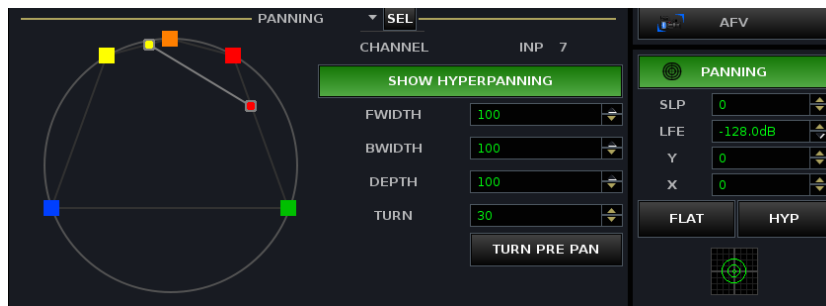 PANNING SEL
CHANNEL INP 7
SHOW HYPERPANNING
FWIDTH 100
BWIDTH 100
DEPTH 100
TURN 30
TURN PRE PAN
AFV
PANNING
SLP 0
LFE -128.0dB
Y 0
X 0
FLAT HYP